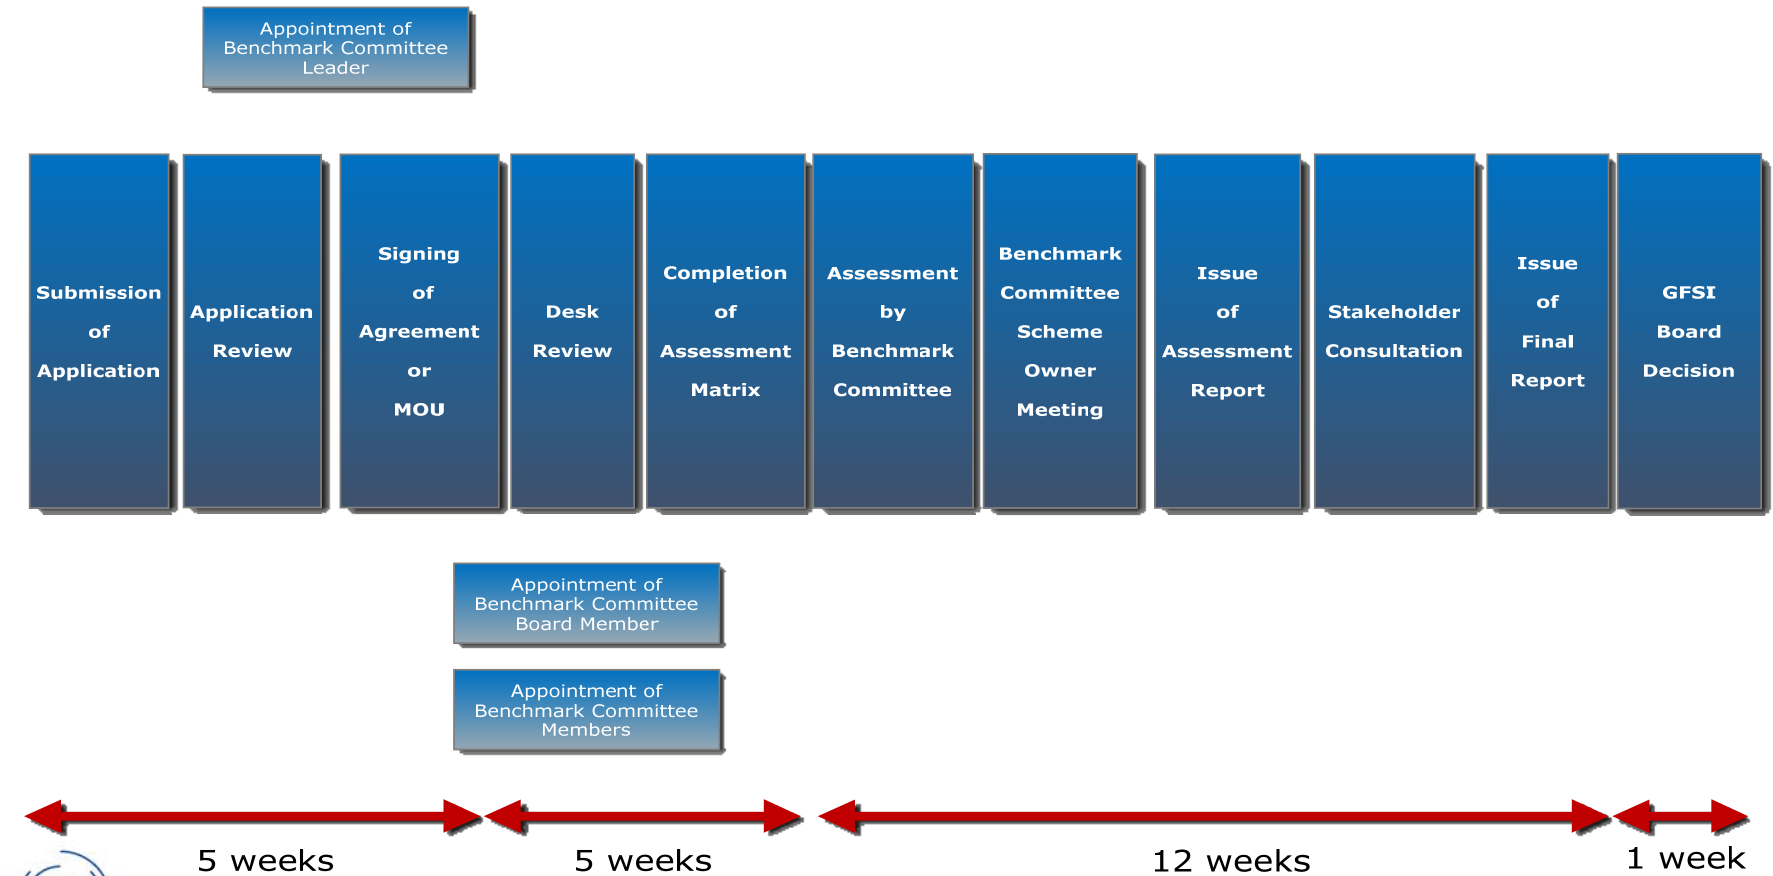 Appointment of
Benchmark Committee
Leader
Submission
of
Application
Application
Review
Signing
of
Agreement
or
MOU
Desk
Review
Completion
of
Assessment
Matrix
Assessment
by
Benchmark
Committee
Benchmark
Committee
Scheme
Owner
Meeting
Issue
of
Assessment
Report
Stakeholder
Consultation
Issue
of
Final
Report
GFSI
Board
Decision
Appointment of
Benchmark Committee
Board Member
Appointment of
Benchmark Committee
Members
5 weeks
5 weeks
12 weeks
1 week